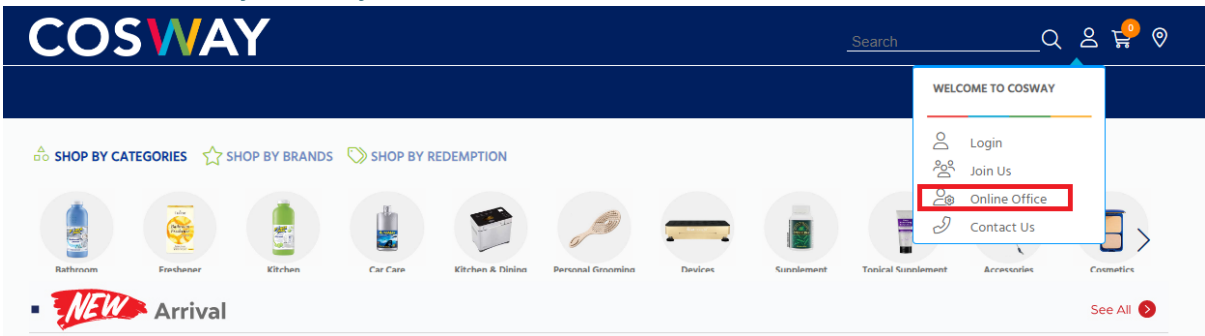 COSWAY
Search
0
WELCOME TO COSWAY
Login
Join Us
Online Office
Contact Us
SHOP BY CATEGORIES SHOP BY BRANDS SHOP BY REDEMPTION
Bathroom Freshener Kitchen Car Care Kitchen & Dining Personal Grooming Devices Supplement Topical Supplement Accessories Cosmetics
NEW Arrival
See All